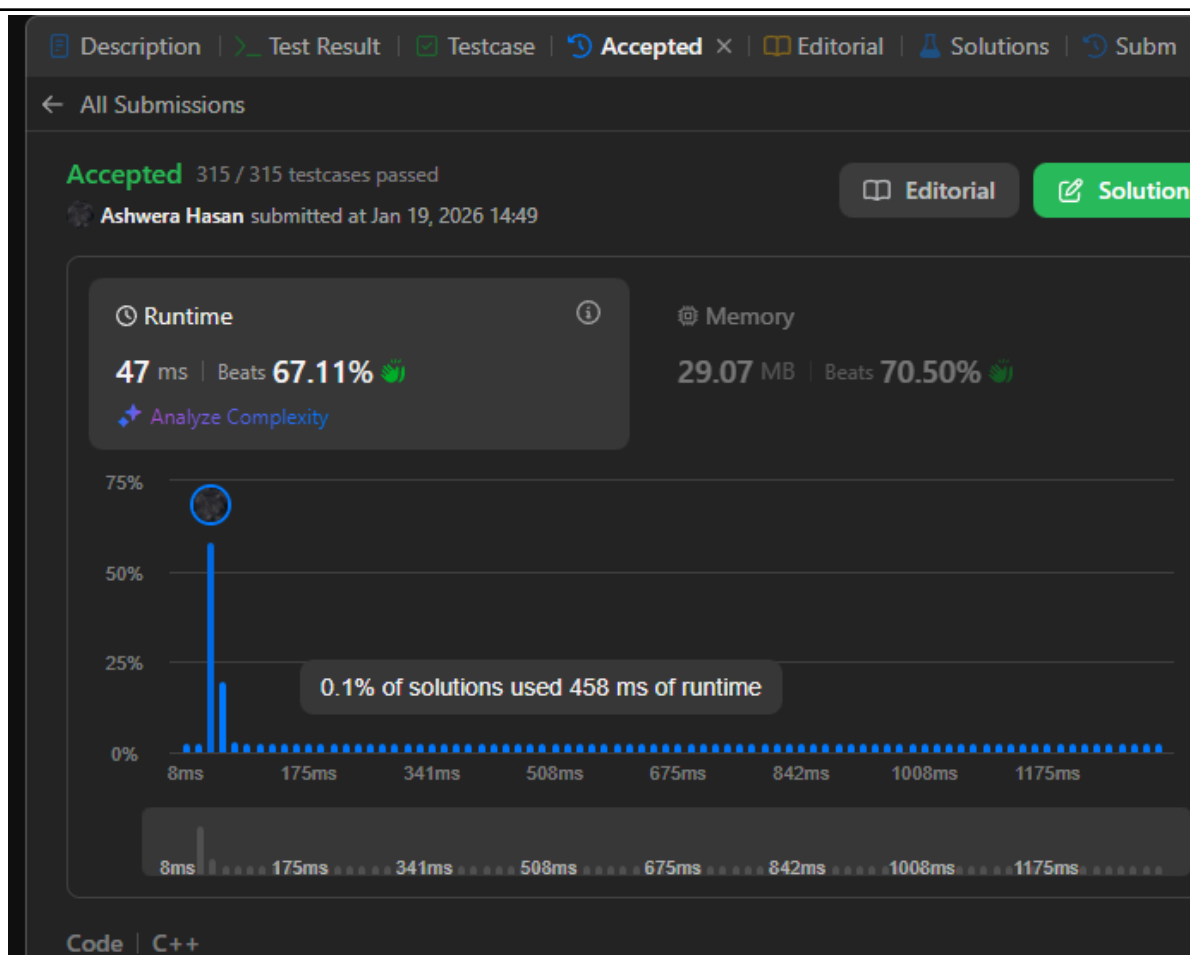 Description | >_ Test Result | Testcase | Accepted × | Editorial | Solutions | Subm
← All Submissions
Accepted 315 / 315 testcases passed
Editorial
Solution
Ashwera Hasan submitted at Jan 19, 2026 14:49
Runtime
47 ms | Beats 67.11%
Analyze Complexity
Memory
29.07 MB | Beats 70.50%
75%
50%
25%
0%
0.1% of solutions used 458 ms of runtime
8ms 175ms 341ms 508ms 675ms 842ms 1008ms 1175ms
8ms 175ms 341ms 508ms 675ms 842ms 1008ms 1175ms
Code | C++